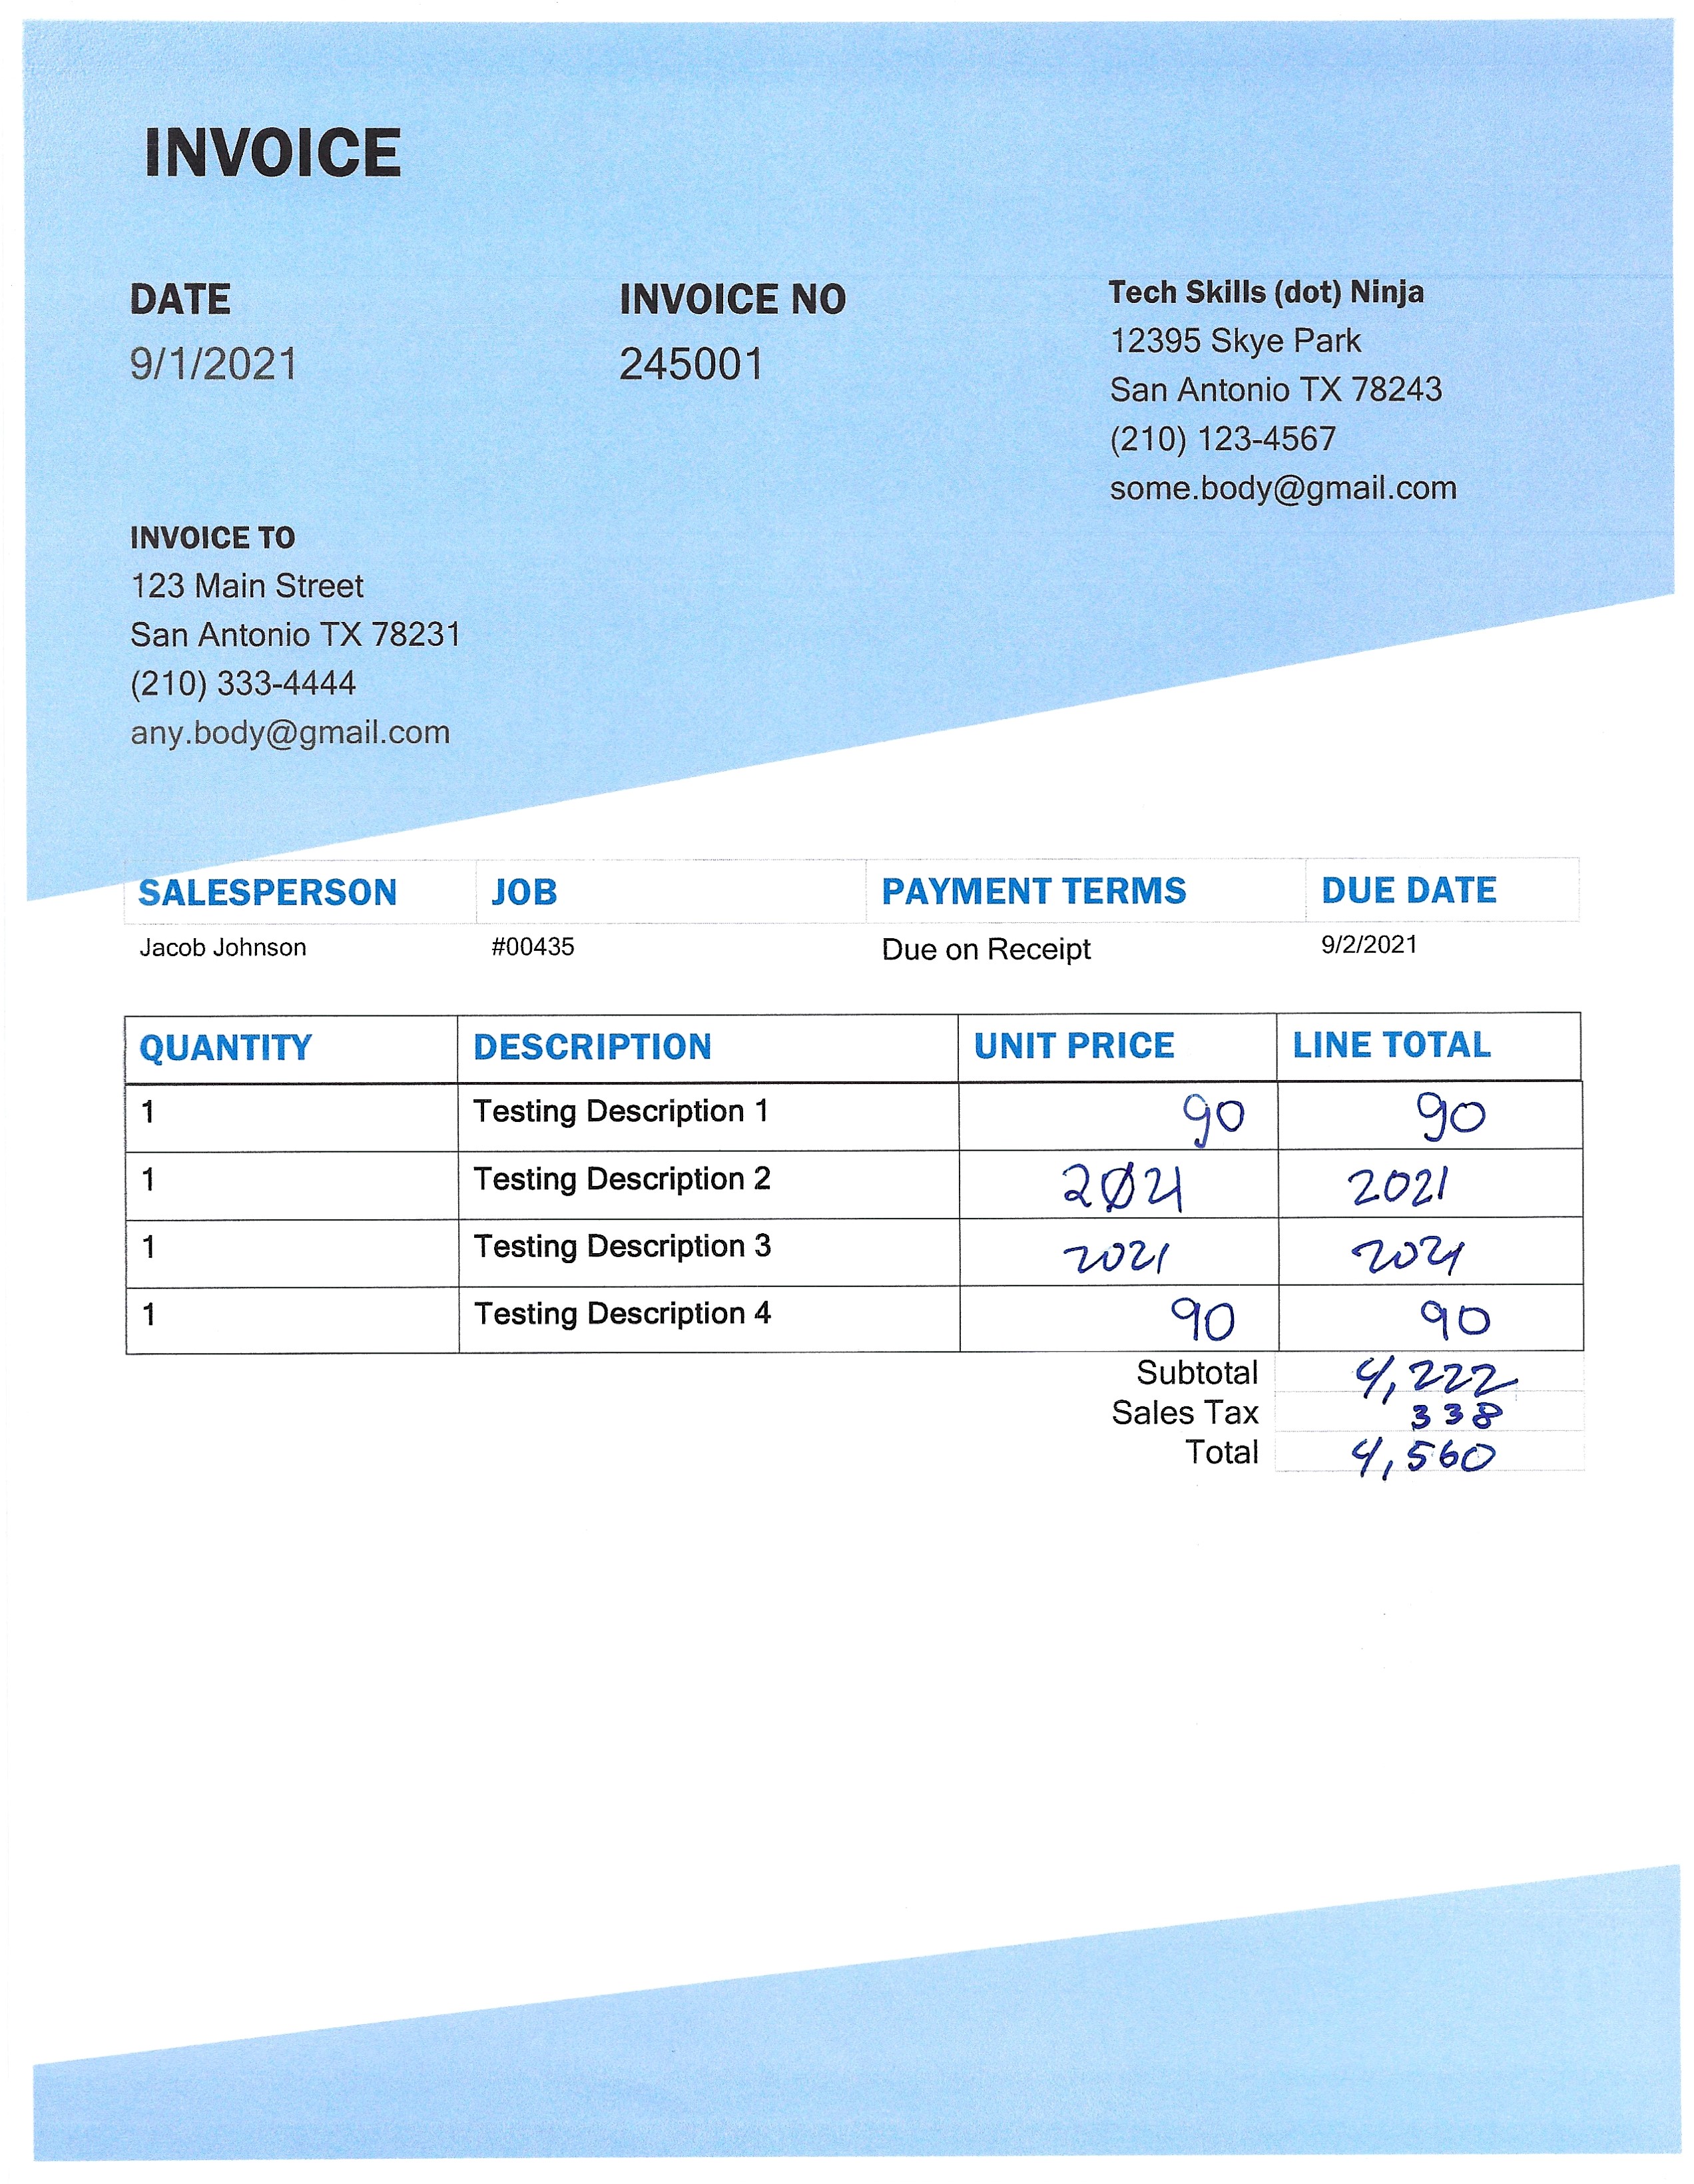 INVOICE
DATE
9/1/2021
INVOICE NO
245001
Tech Skills (dot) Ninja
12395 Skye Park
San Antonio TX 78243
(210) 123-4567
some.body@gmail.com
INVOICE TO
123 Main Street
San Antonio TX 78231
(210) 333-4444
any.body@gmail.com
SALESPERSON JOB PAYMENT TERMS DUE DATE
Jacob Johnson #00435 Due on Receipt 9/2/2021
QUANTITY DESCRIPTION UNIT PRICE LINE TOTAL
1 Testing Description 1 90 90
1 Testing Description 2 2021 2021
1 Testing Description 3 2021 2021
1 Testing Description 4 90 90
Subtotal 4,222
Sales Tax 338
Total 4,560